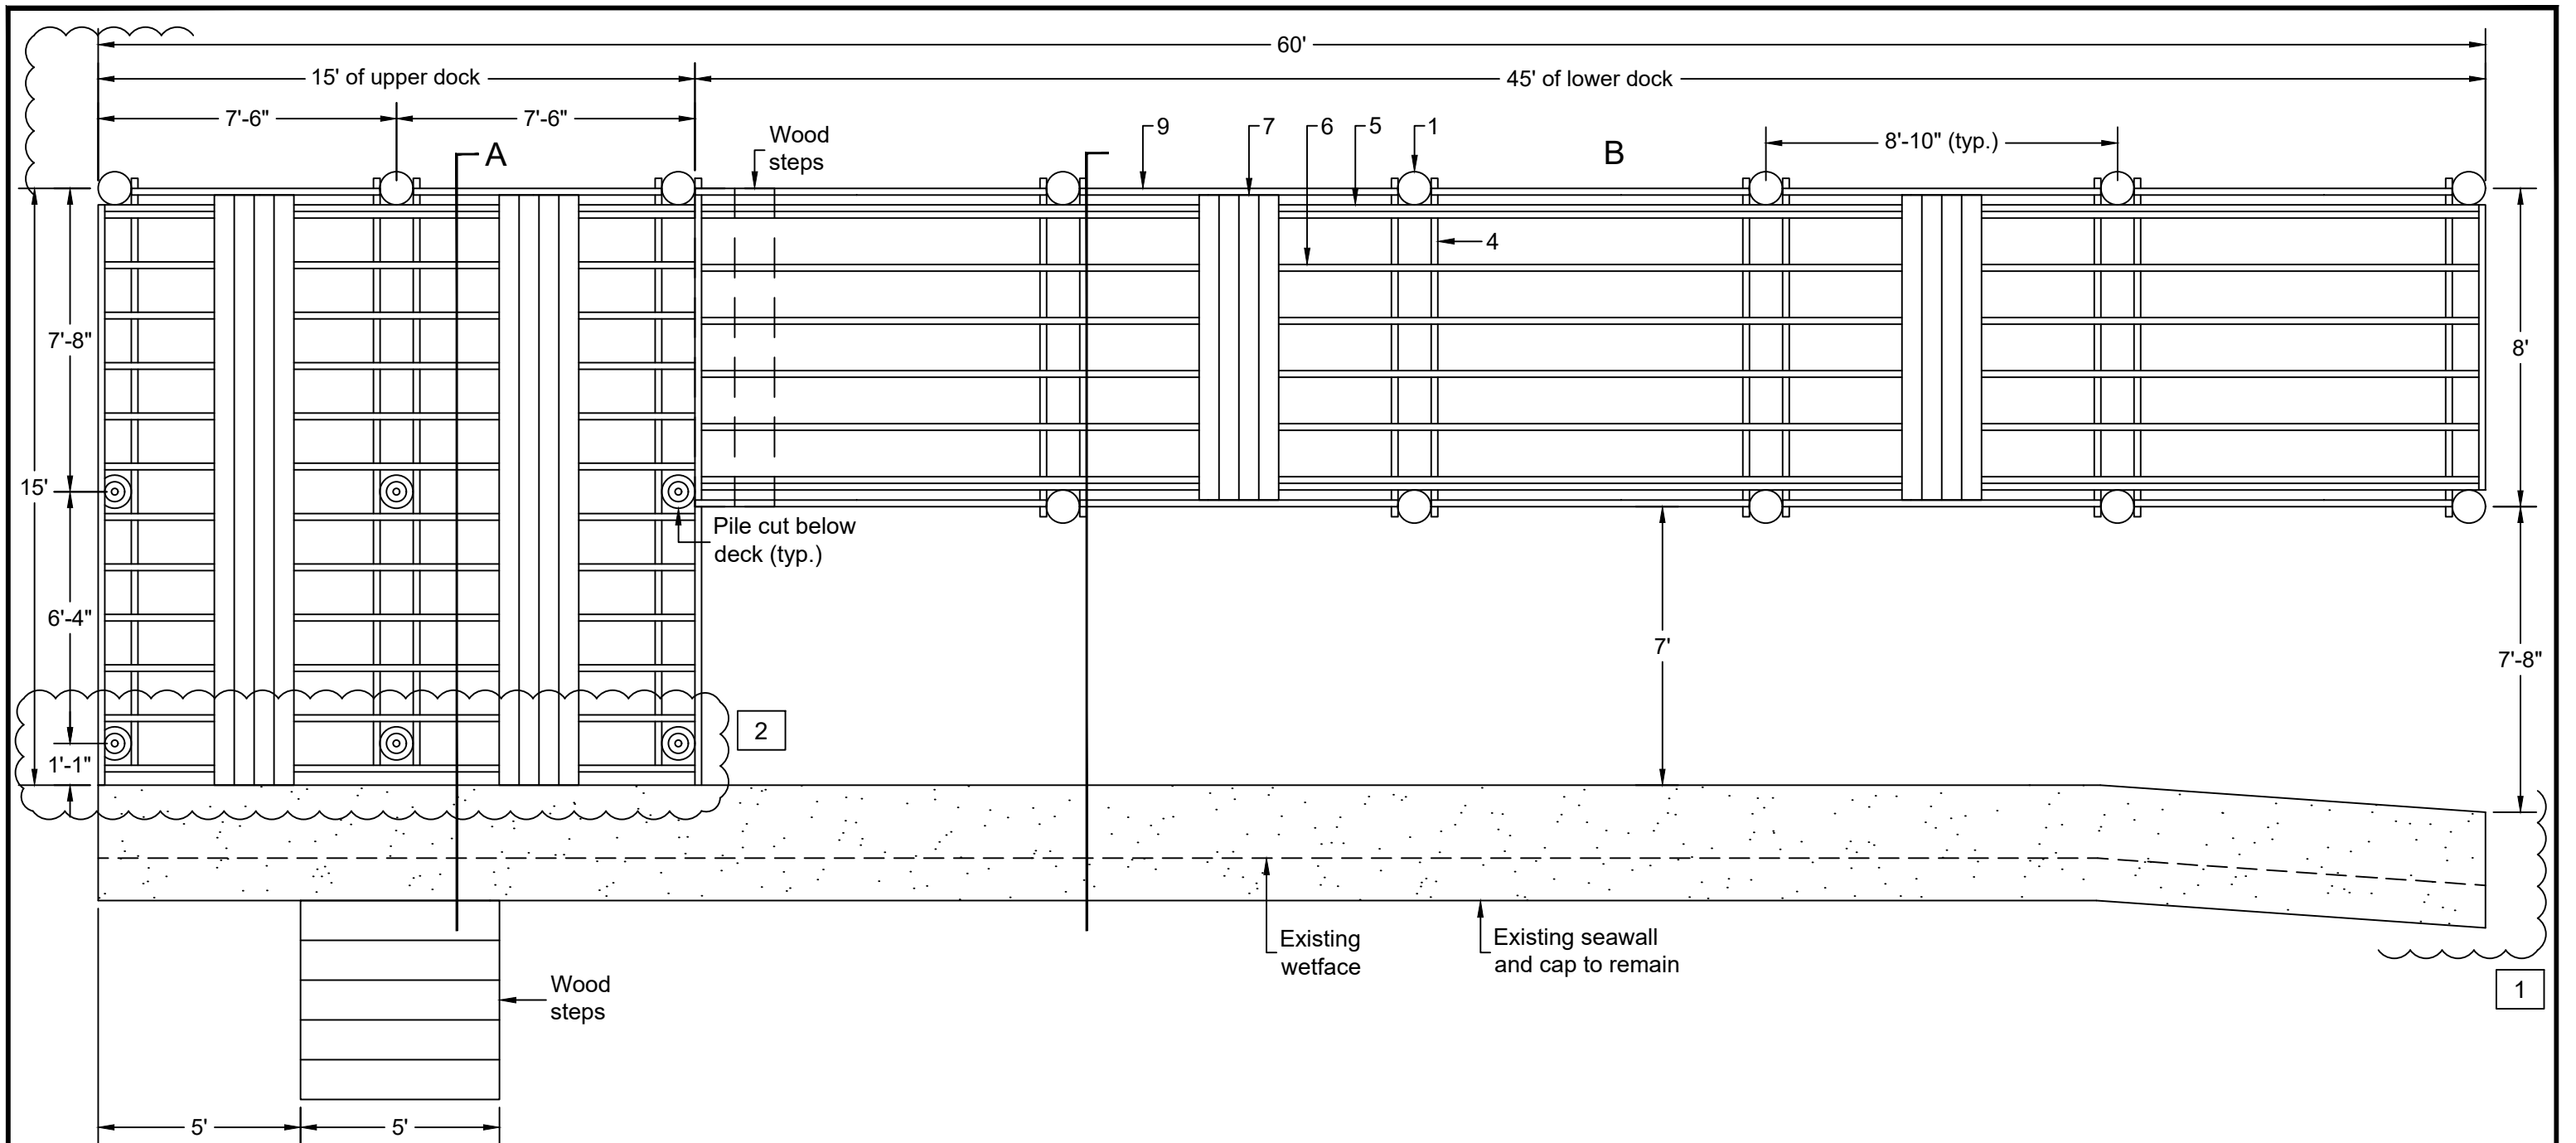 60'
15' of upper dock
45' of lower dock
7'-6"
7'-6"
Wood
steps
9
7
6
5
1
A
B
8'-10" (typ.)
4
7'-8"
8'
15'
Pile cut below
deck (typ.)
6'-4"
7'
7'-8"
2
1'-1"
Existing
wetface
Existing seawall
and cap to remain
Wood
steps
1
5'
5'